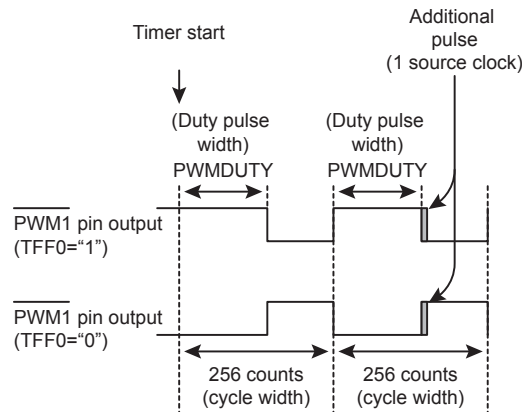 Timer start
Additional
pulse
(1 source clock)
(Duty pulse
width)
PWMDUTY
(Duty pulse
width)
PWMDUTY
PWM1 pin output
(TFF0=“1”)
PWM1 pin output
(TFF0=“0”)
256 counts
(cycle width)
256 counts
(cycle width)